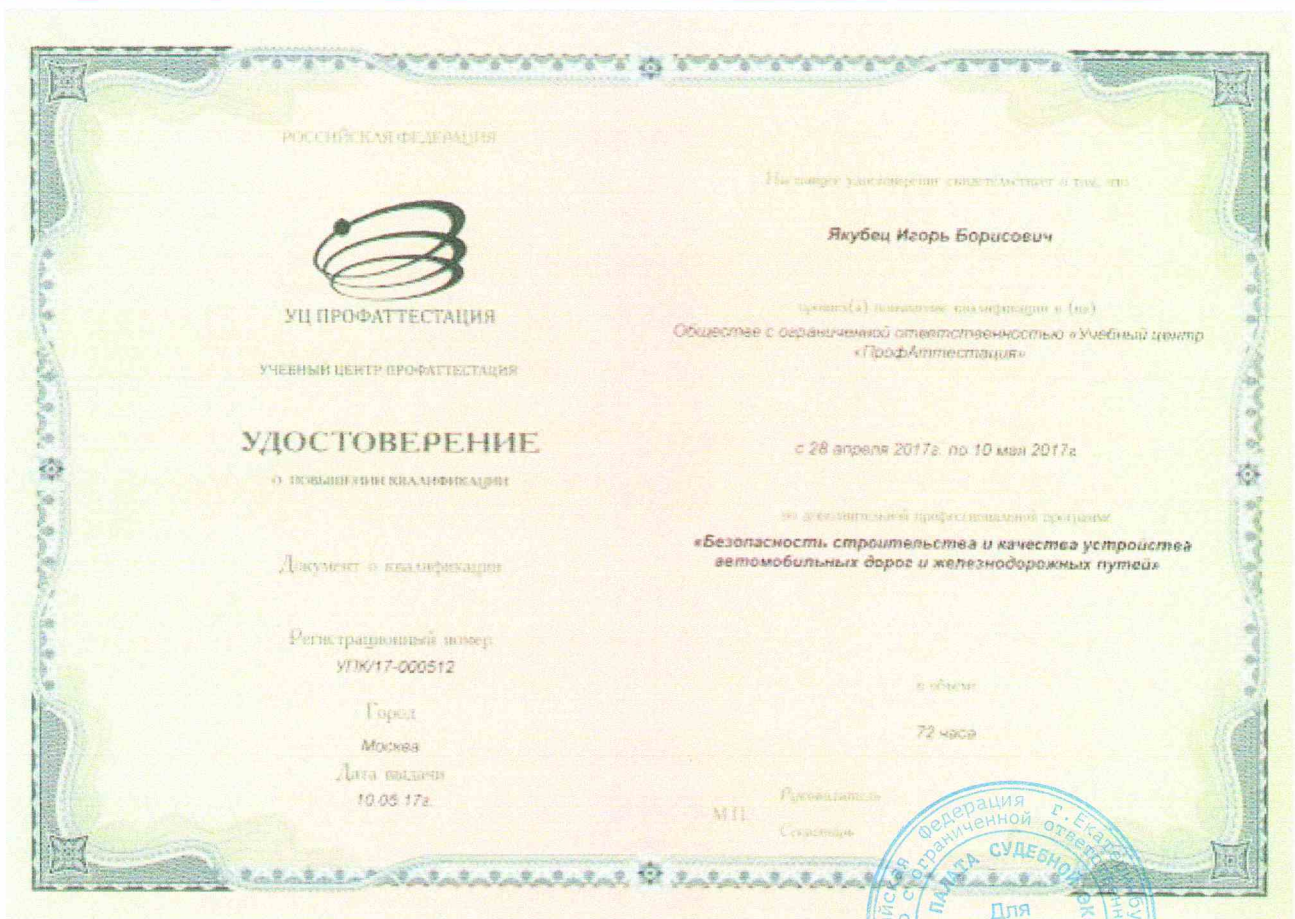 РОССИЙСКАЯ ФЕДЕРАЦИЯ
УЦ ПРОФАТТЕСТАЦИЯ
УЧЕБНЫЙ ЦЕНТР ПРОФАТТЕСТАЦИЯ
УДОСТОВЕРЕНИЕ
О ПОВЫШЕНИИ КВАЛИФИКАЦИИ
Документ о квалификации
Регистрационный номер
УПК/17-000512
Город
Москва
Дата выдачи
10.05.17г.
Настоящее удостоверение свидетельствует о том, что
Якубец Игорь Борисович
прошел(а) повышение квалификации в (на)
Обществе с ограниченной ответственностью «Учебный центр
«ПрофАттестация»
с 28 апреля 2017г. по 10 мая 2017г.
по дополнительной профессиональной программе
«Безопасность строительства и качества устройства
автомобильных дорог и железнодорожных путей»
в объеме
72 часа
М.П.
Руководитель
Секретарь
Федерация г. Ека
ограниченной ответ
ПАЛАТА СУДЕБНОЙ ЭК
Для